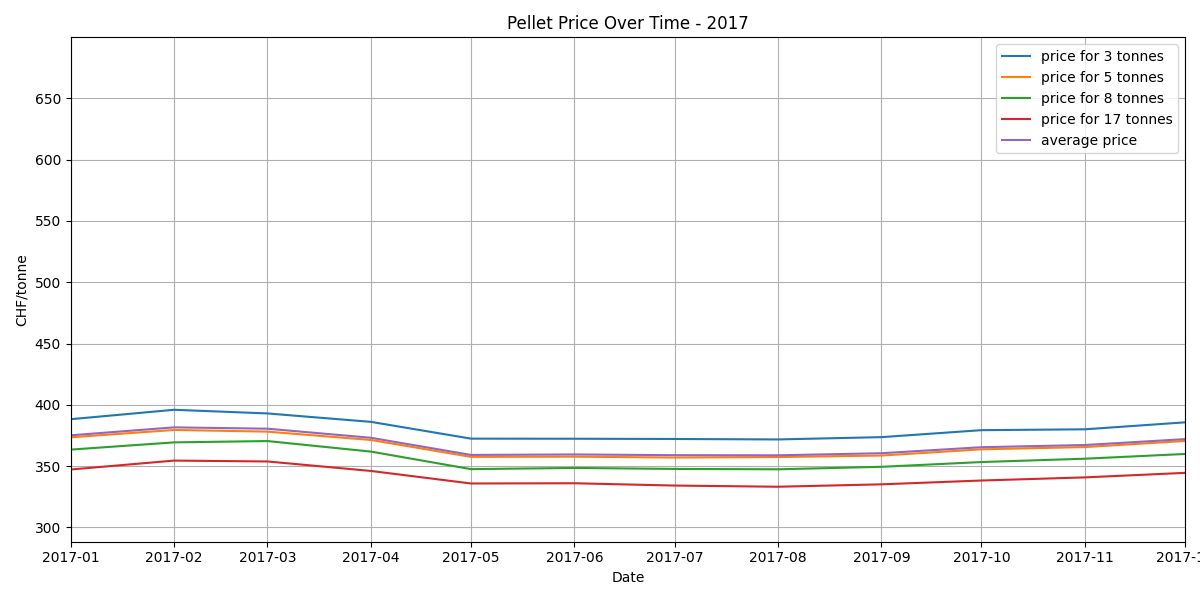 Pellet Price Over Time - 2017
price for 3 tonnes
price for 5 tonnes
price for 8 tonnes
price for 17 tonnes
average price
CHF/tonne
650
600
550
500
450
400
350
300
2017-01 2017-02 2017-03 2017-04 2017-05 2017-06 2017-07 2017-08 2017-09 2017-10 2017-11 2017-1
Date